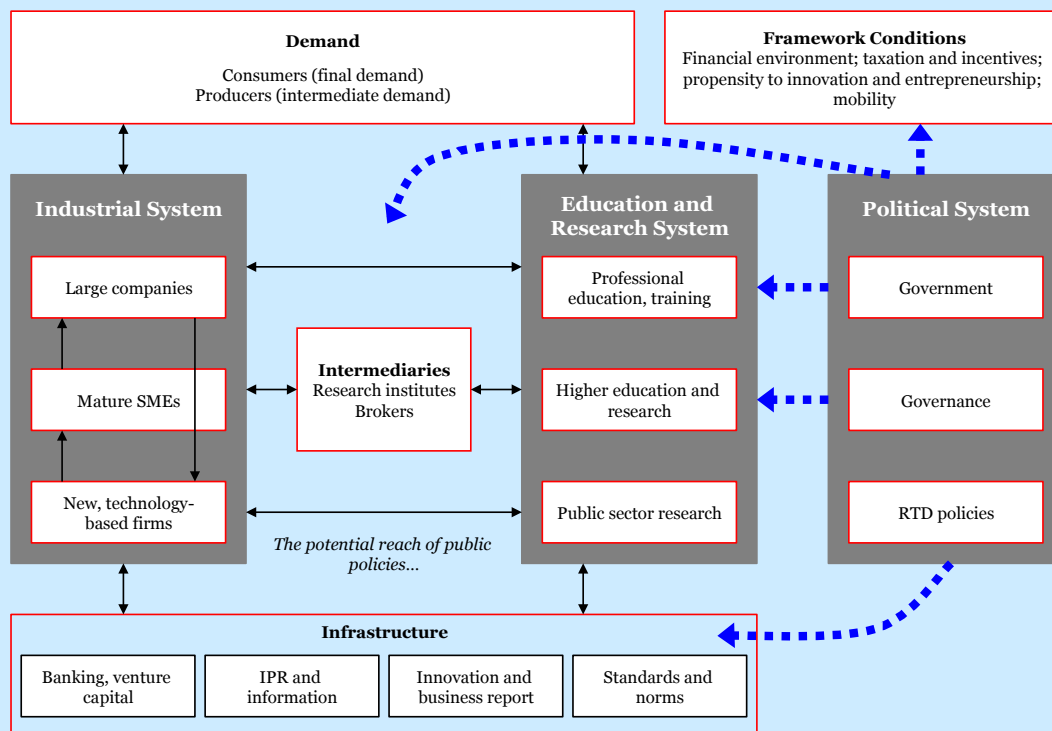 Demand
Consumers (final demand)
Producers (intermediate demand)
Framework Conditions
Financial environment; taxation and incentives;
propensity to innovation and entrepreneurship;
mobility
Industrial System
Large companies
Mature SMEs
New, technology-
based firms
Intermediaries
Research institutes
Brokers
The potential reach of public
policies...
Education and
Research System
Professional
education, training
Higher education and
research
Public sector research
Political System
Government
Governance
RTD policies
Infrastructure
Banking, venture
capital
IPR and
information
Innovation and
business report
Standards and
norms